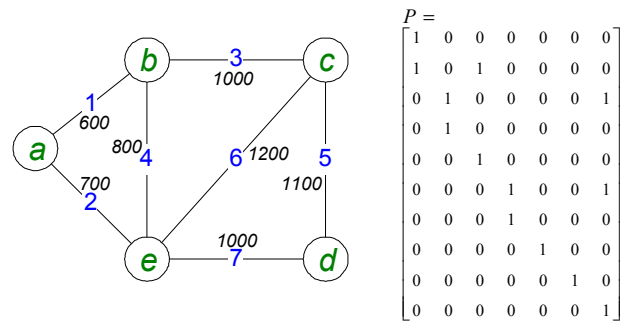 P =
b
3
c
1000
1
600
800
4
6
1200
5
a
700
2
1100
1000
e
7
d
1 0 0 0 0 0 0
1 0 1 0 0 0 0
0 1 0 0 0 0 1
0 1 0 0 0 0 0
0 0 1 0 0 0 0
0 0 0 1 0 0 1
0 0 0 1 0 0 0
0 0 0 0 1 0 0
0 0 0 0 0 1 0
0 0 0 0 0 0 1